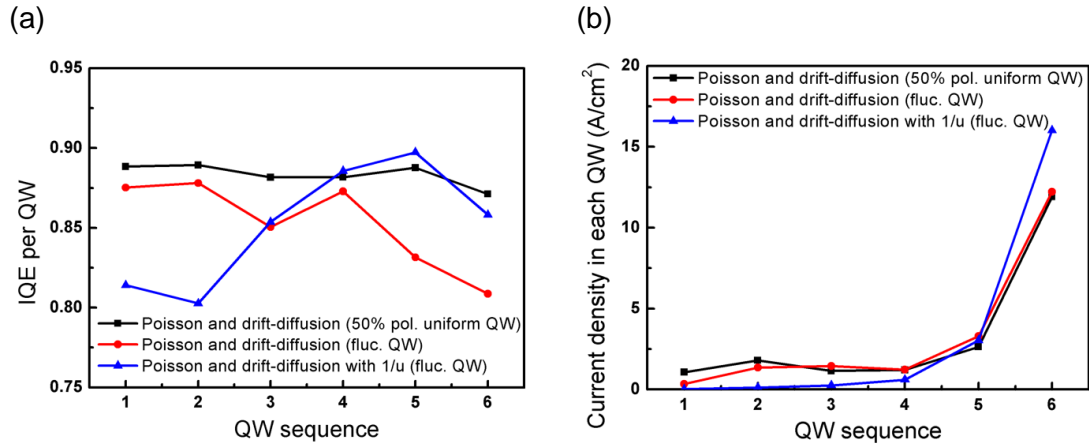 (a)
(b)
IQE per QW
0.95
0.90
0.85
0.80
0.75
Poisson and drift-diffusion (50% pol. uniform QW)
Poisson and drift-diffusion (fluc. QW)
Poisson and drift-diffusion with 1/u (fluc. QW)
1 2 3 4 5 6
QW sequence
Current density in each QW (A/cm²)
20
15
10
5
0
Poisson and drift-diffusion (50% pol. uniform QW)
Poisson and drift-diffusion (fluc. QW)
Poisson and drift-diffusion with 1/u (fluc. QW)
1 2 3 4 5 6
QW sequence